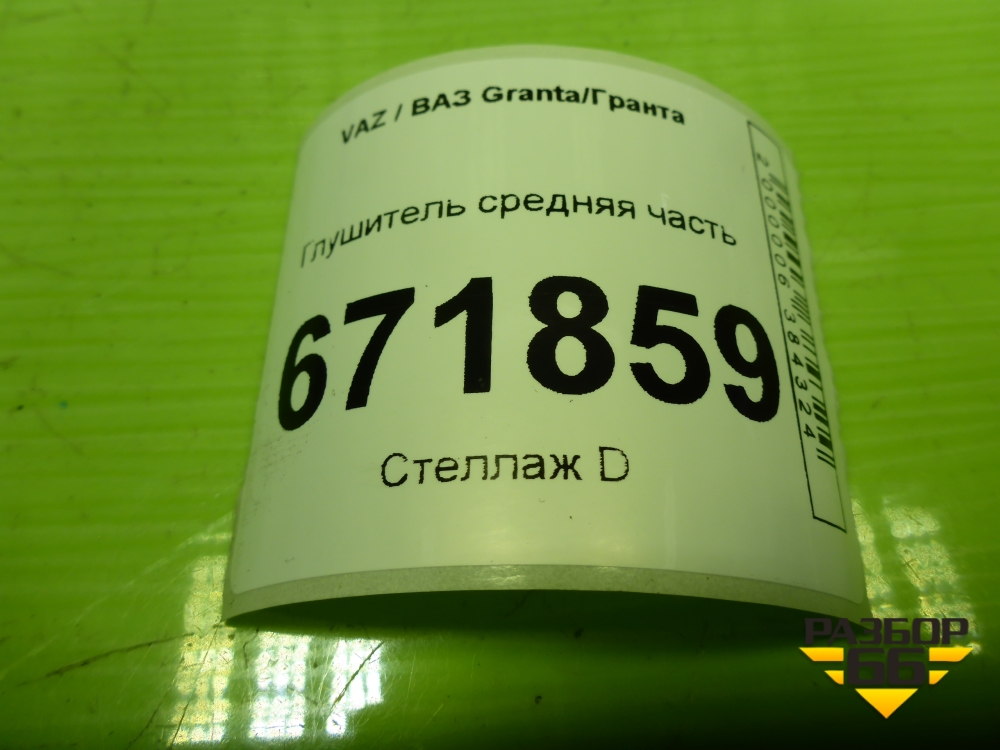 VAZ / ВАЗ Granta/Гранта
Глушитель средняя часть
671859
Стеллаж D
2000006384324
РАЗБОР
66